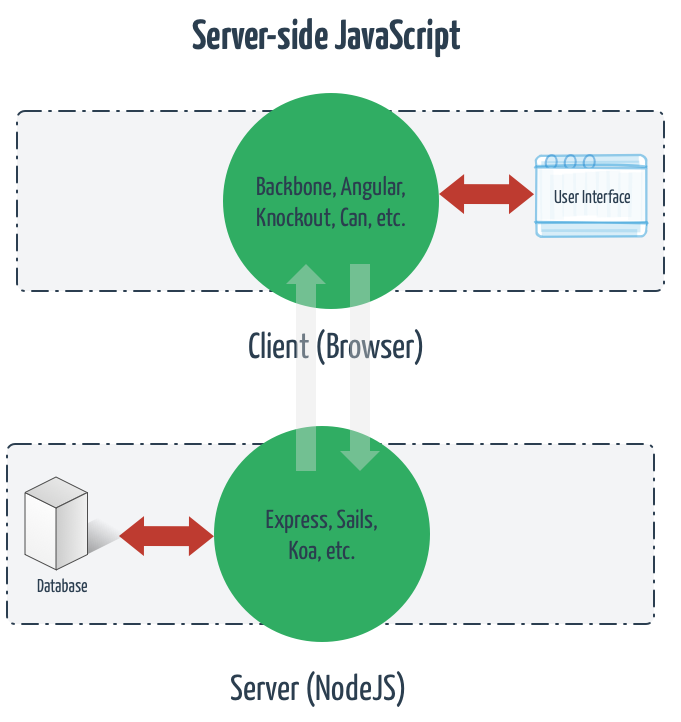 Server-side JavaScript
Backbone, Angular,
Knockout, Can, etc.
User Interface
Client (Browser)
Express, Sails,
Koa, etc.
Database
Server (NodeJS)